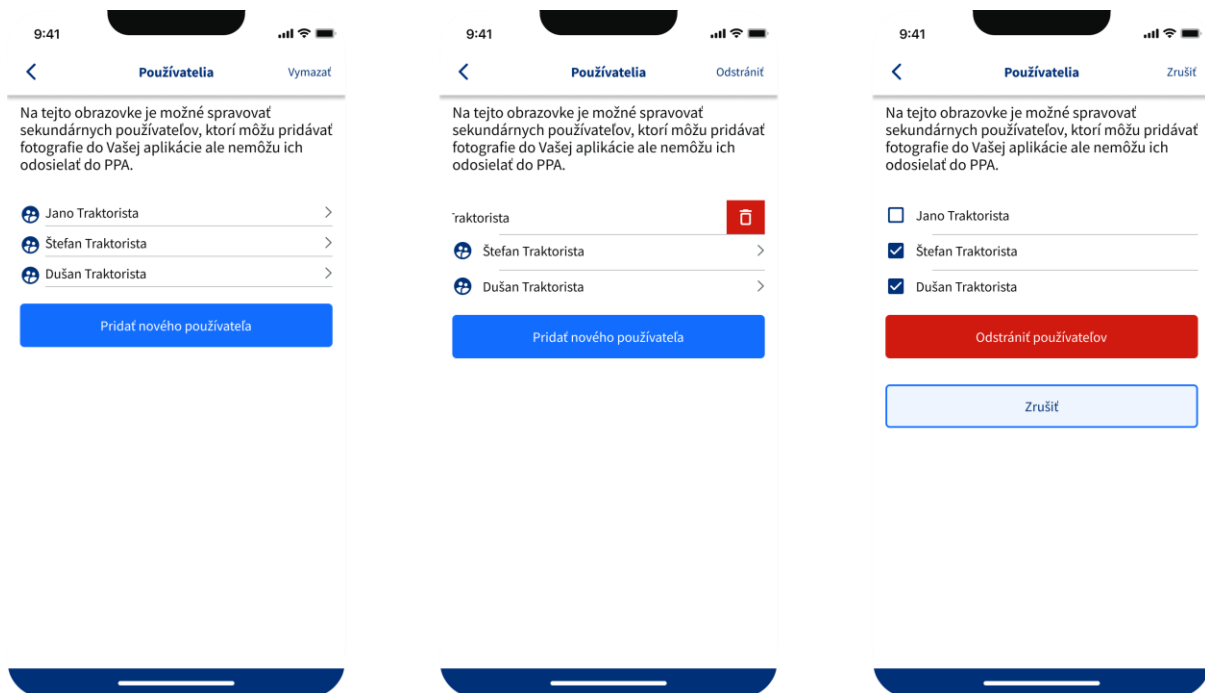 9:41
Používatelia
Vymazať
Na tejto obrazovke je možné spravovať
sekundárnych používateľov, ktorí môžu pridávať
fotografie do Vašej aplikácie ale nemôžu ich
odosielať do PPA.
Jano Traktorista
Štefan Traktorista
Dušan Traktorista
Pridať nového používateľa
9:41
Používatelia
Odstrániť
Na tejto obrazovke je možné spravovať
sekundárnych používateľov, ktorí môžu pridávať
fotografie do Vašej aplikácie ale nemôžu ich
odosielať do PPA.
raktorista
Štefan Traktorista
Dušan Traktorista
Pridať nového používateľa
9:41
Používatelia
Zrušiť
Na tejto obrazovke je možné spravovať
sekundárnych používateľov, ktorí môžu pridávať
fotografie do Vašej aplikácie ale nemôžu ich
odosielať do PPA.
Jano Traktorista
Štefan Traktorista
Dušan Traktorista
Odstrániť používateľov
Zrušiť